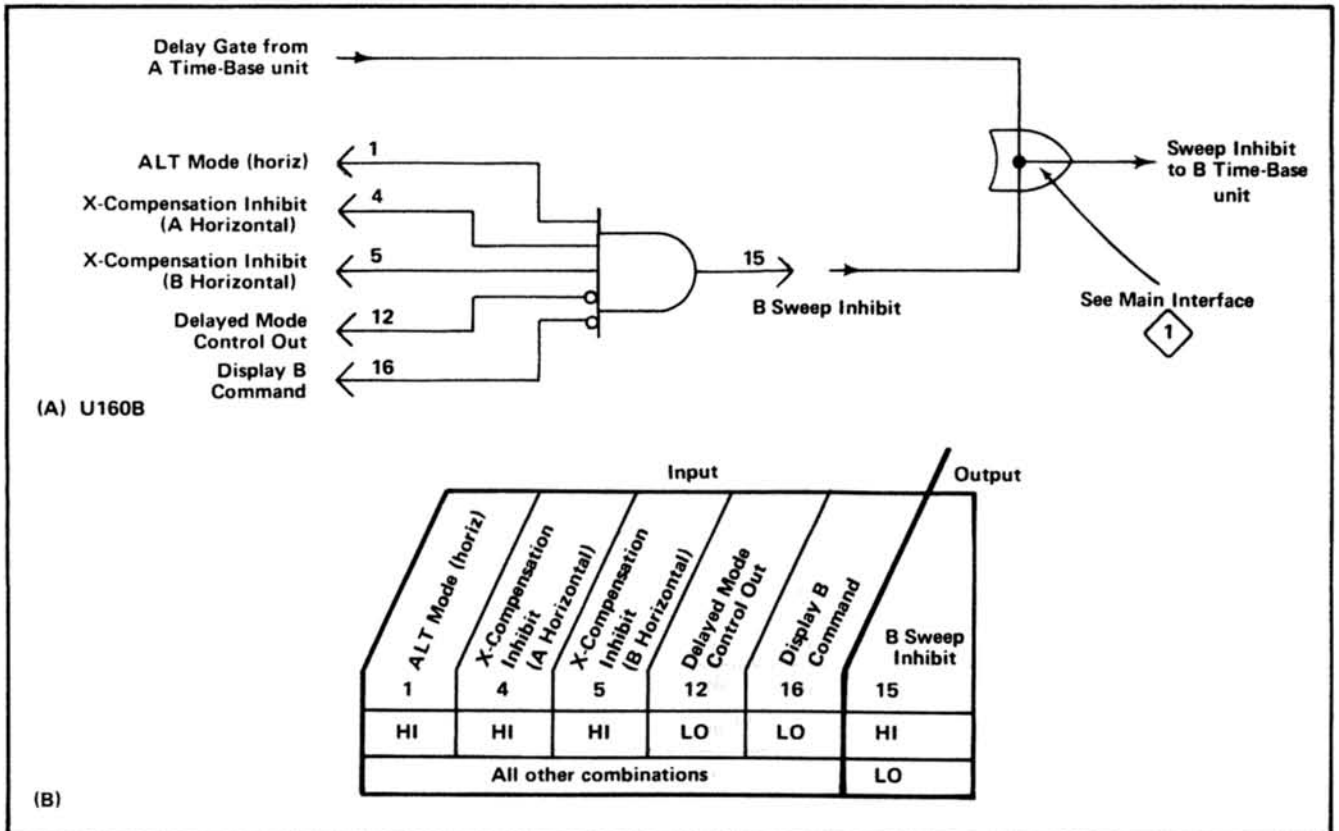 Delay Gate from
A Time-Base unit
ALT Mode (horiz)
1
X-Compensation Inhibit
(A Horizontal)
4
X-Compensation Inhibit
(B Horizontal)
5
Delayed Mode
Control Out
12
Display B
Command
16
15
B Sweep Inhibit
Sweep Inhibit
to B Time-Base
unit
See Main Interface
1
(A) U160B
Input
Output
ALT Mode (horiz)
X-Compensation
Inhibit
(A Horizontal)
X-Compensation
Inhibit
(B Horizontal)
Delayed Mode
Control Out
Display B
Command
B Sweep
Inhibit
1 4 5 12 16 15
HI HI HI LO LO HI
All other combinations LO
(B)